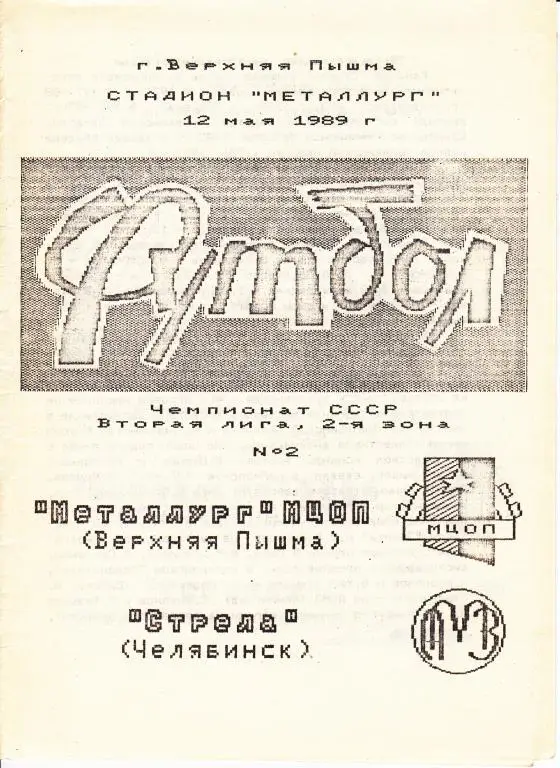 г.Верхняя Пышма
СТАДИОН "МЕТАЛЛУРГ"
12 мая 1989 г
Футбол
Чемпионат СССР
Вторая лига, 2-я зона
№2
"Металлург" МЦОП
(Верхняя Пышма)
МЦОП
"Стрела"
(Челябинск)